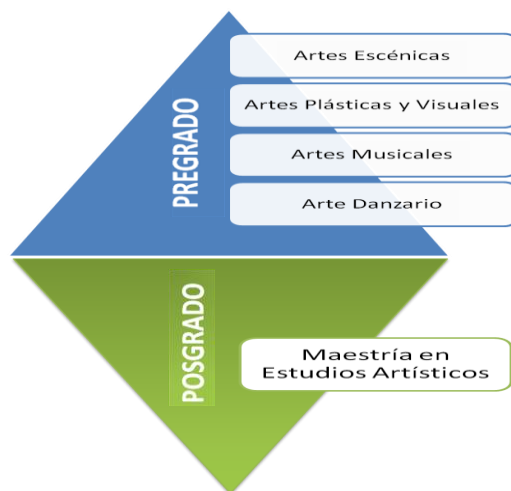 PREGRADO
Artes Escénicas
Artes Plásticas y Visuales
Artes Musicales
Arte Danzario
POSGRADO
Maestría en
Estudios Artísticos